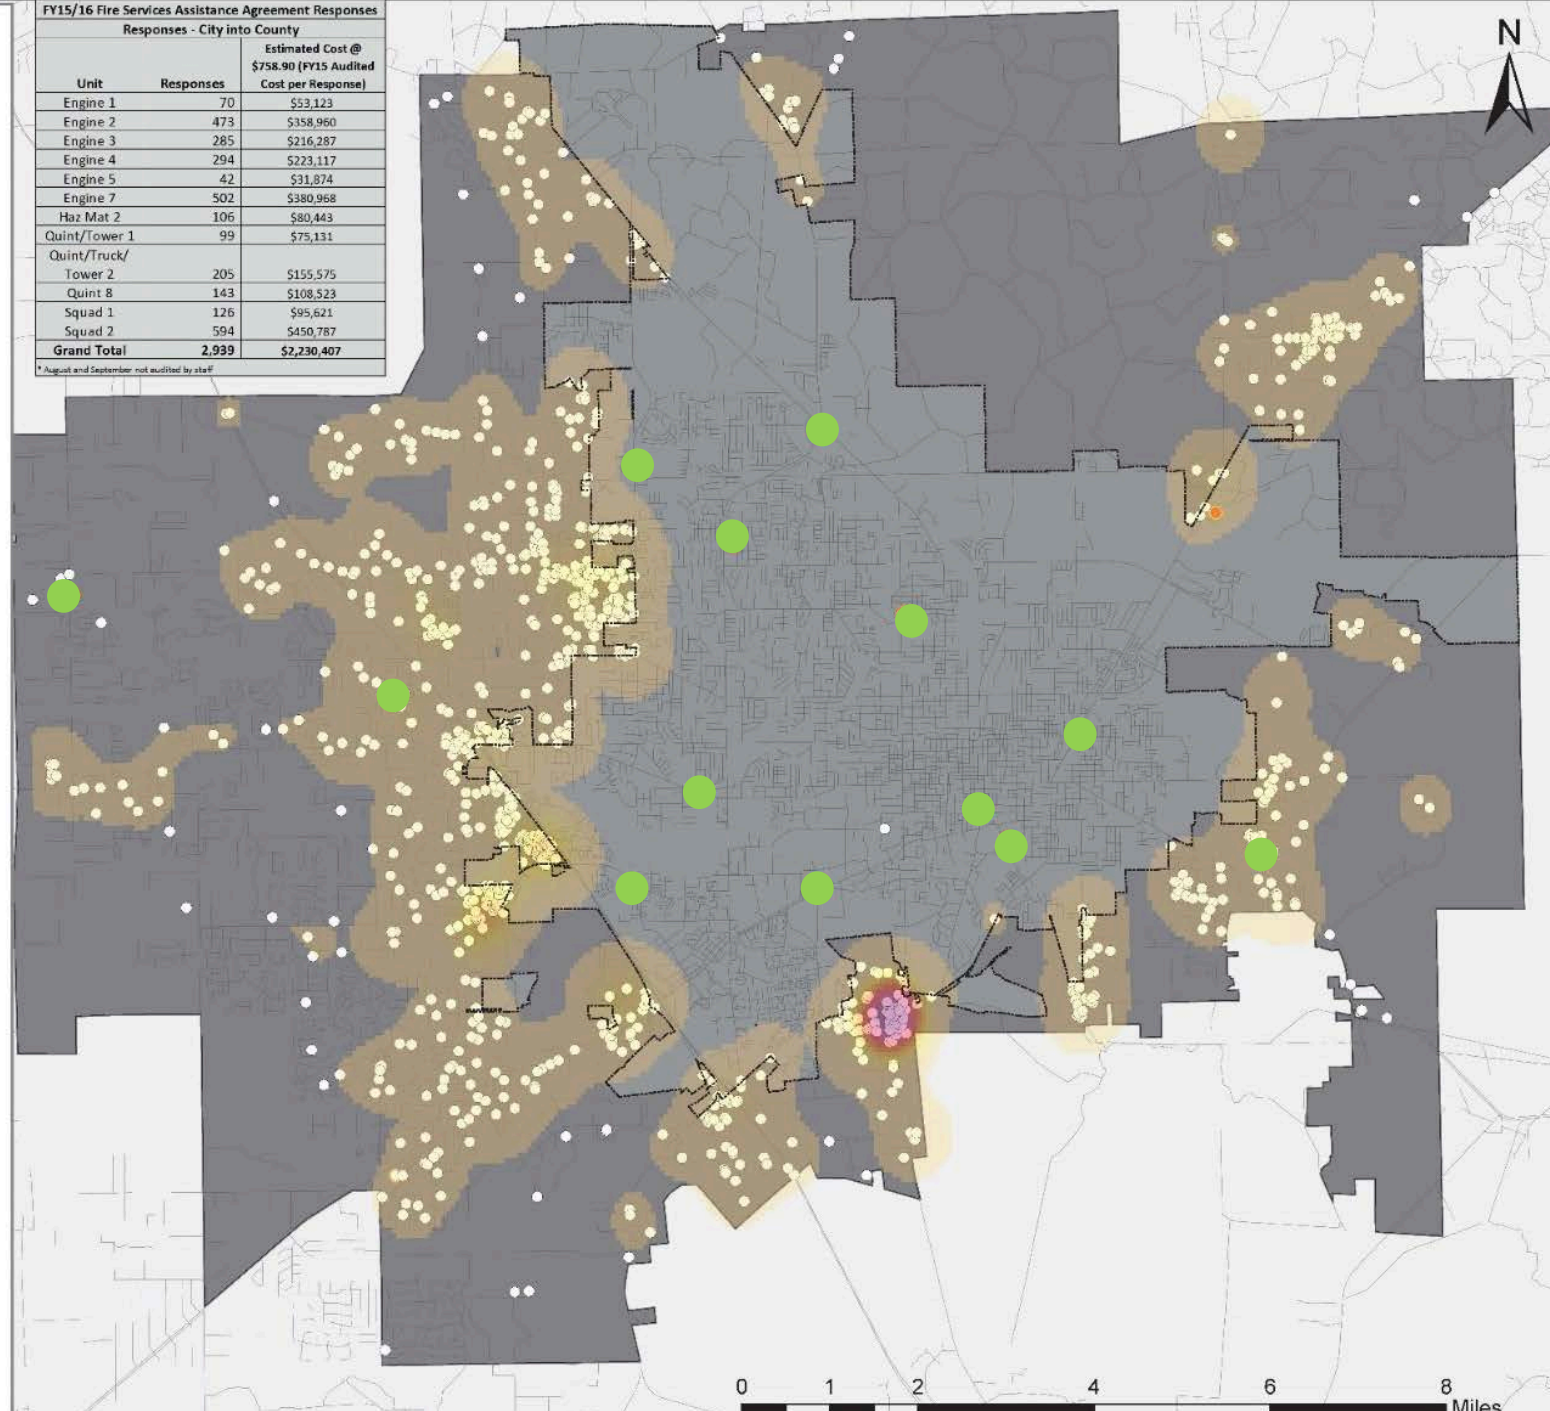 FY15/16 Fire Services Assistance Agreement Responses
Responses - City into County
Unit Responses Estimated Cost @ $758.90 (FY15 Audited Cost per Response)
Engine 1 70 $53,123
Engine 2 473 $358,960
Engine 3 285 $216,287
Engine 4 294 $223,117
Engine 5 42 $31,874
Engine 7 502 $380,968
Haz Mat 2 106 $80,443
Quint/Tower 1 99 $75,131
Quint/Truck/
Tower 2 205 $155,575
Quint 8 143 $108,523
Squad 1 126 $95,621
Squad 2 594 $450,787
Grand Total 2,939 $2,230,407
* August and September not audited by staff
N
0 1 2 4 6 8
Miles